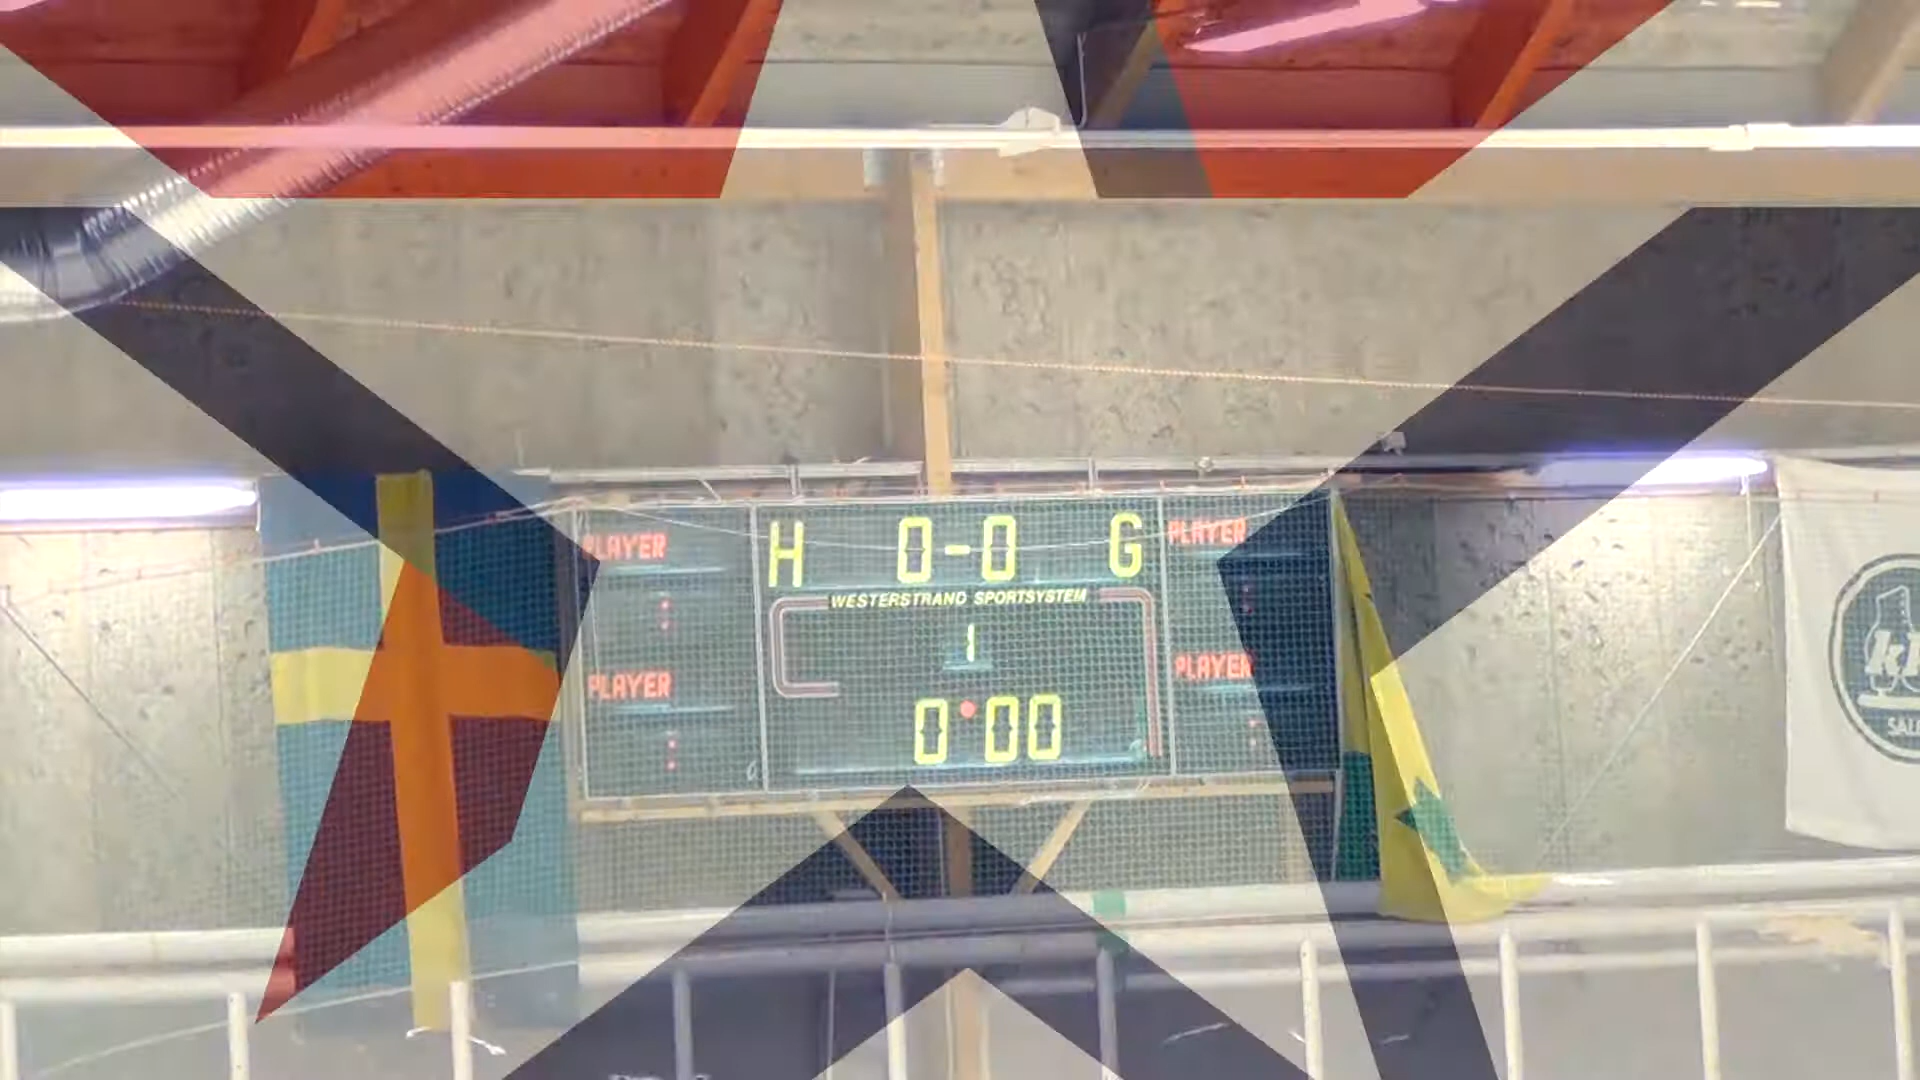 PLAYER
H 0-0 G
PLAYER
WESTERSTRAND SPORTSYSTEM
1
PLAYER
PLAYER
0:00